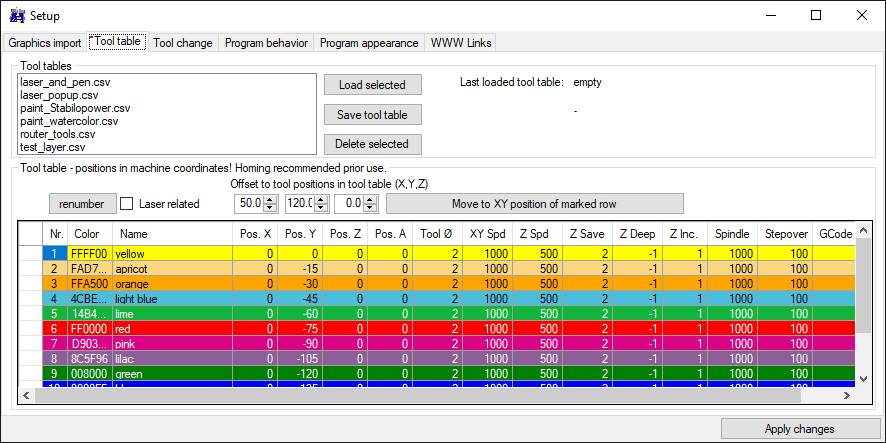 Setup
Graphics import Tool table Tool change Program behavior Program appearance WWW Links
Tool tables
laser_and_pen.csv
laser_popup.csv
paint_Stabilopower.csv
paint_watercolor.csv
router_tools.csv
test_layer.csv
Load selected
Save tool table
Delete selected
Last loaded tool table: empty
-
Tool table - positions in machine coordinates! Homing recommended prior use.
Offset to tool positions in tool table (X,Y,Z)
renumber Laser related 50.0 120.0 0.0 Move to XY position of marked row
Nr. Color Name Pos. X Pos. Y Pos. Z Pos. A Tool Ø XY Spd Z Spd Z Save Z Deep Z Inc. Spindle Stepover GCode
1 FFFF00 yellow 0 0 0 0 2 1000 500 2 -1 1 1000 100
2 FAD7... apricot 0 -15 0 0 2 1000 500 2 -1 1 1000 100
3 FFA500 orange 0 -30 0 0 2 1000 500 2 -1 1 1000 100
4 4CBE... light blue 0 -45 0 0 2 1000 500 2 -1 1 1000 100
5 14B4... lime 0 -60 0 0 2 1000 500 2 -1 1 1000 100
6 FF0000 red 0 -75 0 0 2 1000 500 2 -1 1 1000 100
7 D903... pink 0 -90 0 0 2 1000 500 2 -1 1 1000 100
8 8C5F96 lilac 0 -105 0 0 2 1000 500 2 -1 1 1000 100
9 008000 green 0 -120 0 0 2 1000 500 2 -1 1 1000 100
Apply changes